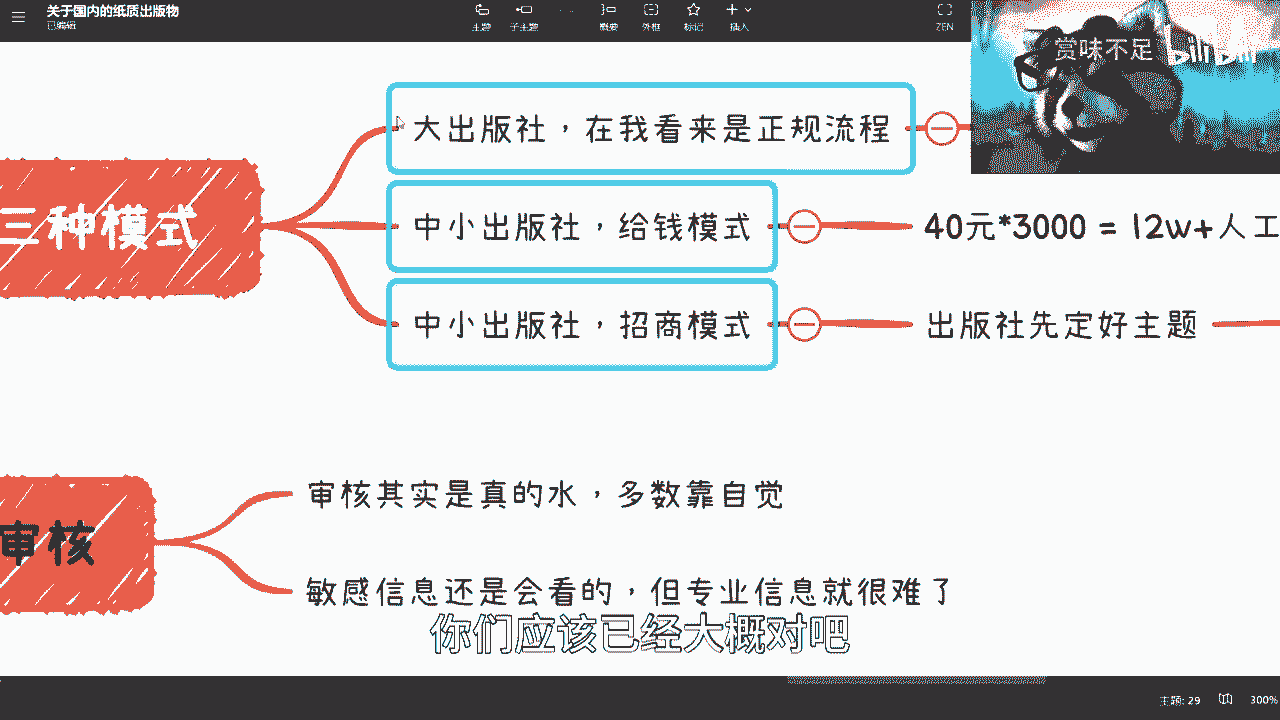 关于国内的纸质出版物
已编辑
主题
子主题
概要
外框
标记
插入
ZEN
赏味不足
bilibili
三种模式
大出版社，在我看来是正规流程
中小出版社，给钱模式
40元*3000 = 12w+人工
中小出版社，招商模式
出版社先定好主题
审核
审核其实是真的水，多数靠自觉
敏感信息还是会看的，但专业信息就很难了
你们应该已经大概对吧
主题: 29
300%